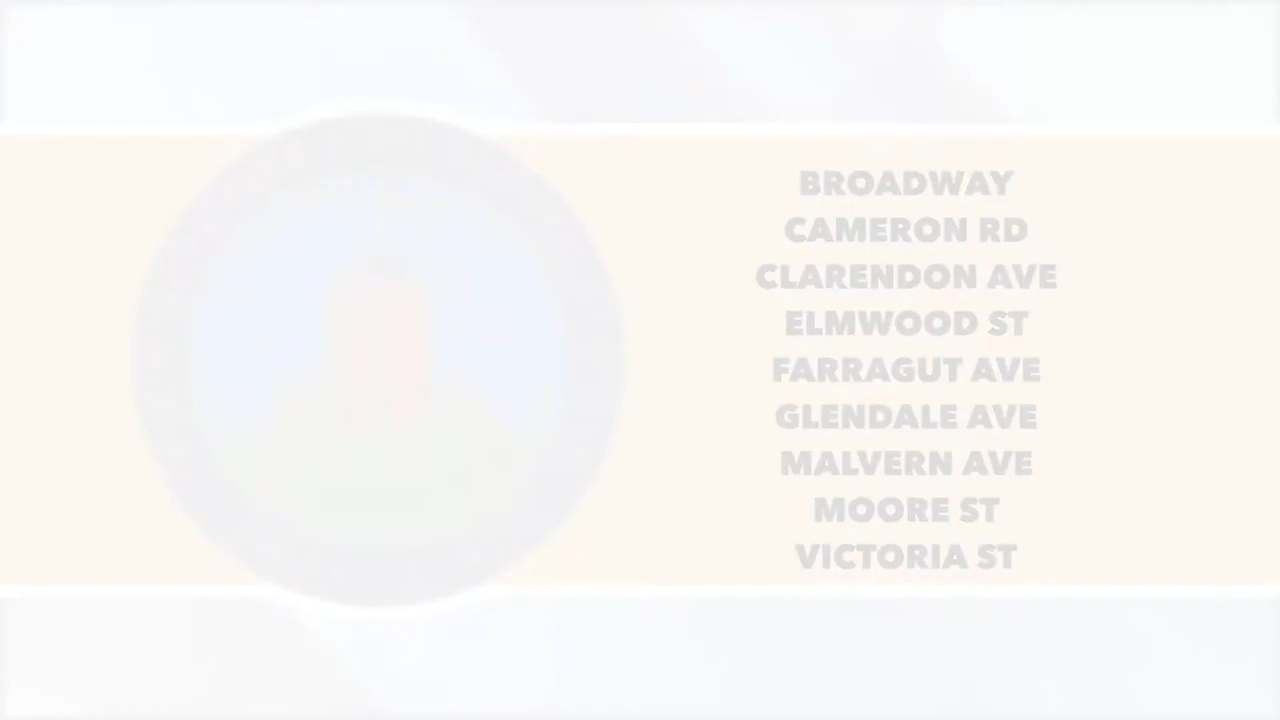 BROADWAY
CAMERON RD
CLARENDON AVE
ELMWOOD ST
FARRAGUT AVE
GLENDALE AVE
MALVERN AVE
MOORE ST
VICTORIA ST